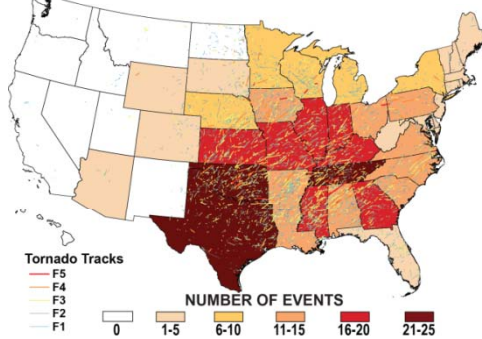 Tornado Tracks
F5
F4
F3
F2
F1
NUMBER OF EVENTS
0 1-5 6-10 11-15 16-20 21-25